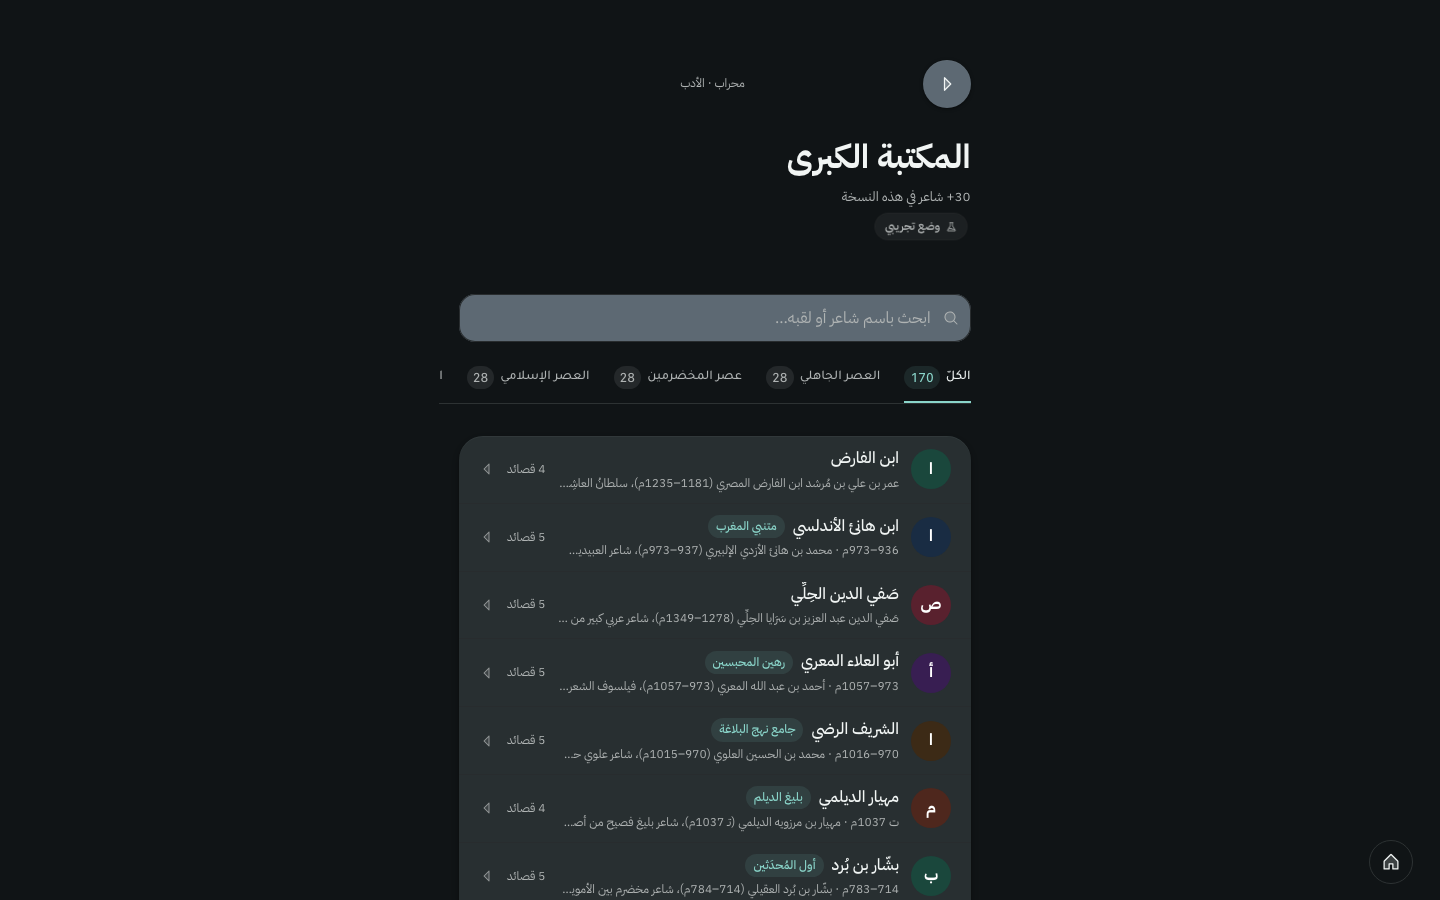 محراب · الأدب
المكتبة الكبرى
30+ شاعر في هذه النسخة
وضع تجريبي
ابحث باسم شاعر أو لقبه...
الكلّ 170 العصر الجاهلي 28 عصر المخضرمين 28 العصر الإسلامي 28 ا
ا ابن الفارض 4 قصائد
عمر بن علي بن مُرشد ابن الفارض المصري (1181–1235م)، سلطانُ العاشِ...
ا ابن هانئ الأندلسي متنبي المغرب 5 قصائد
936–973م · محمد بن هانئ الأزدي الإلبيري (937–973م)، شاعر العبيديـ...
ص صَفي الدين الحِلِّي 5 قصائد
صَفي الدين عبد العزيز بن سَرَايا الحِلِّي (1278–1349م)، شاعر عربي كبير من ...
أ أبو العلاء المعري رهين المحبسين 5 قصائد
973–1057م · أحمد بن عبد الله المعري (973–1057م)، فيلسوف الشعر...
ا الشريف الرضي جامع نهج البلاغة 5 قصائد
970–1016م · محمد بن الحسين العلوي (970–1015م)، شاعر علوي حـ...
م مهيار الديلمي بليغ الديلم 4 قصائد
ت 1037م · مهيار بن مرزويه الديلمي (تـ 1037م)، شاعر بليغ فصيح من أصـ...
ب بشّار بن بُرد أول المُحدَثين 5 قصائد
714–783م · بشّار بن بُرد العقيلي (714–784م)، شاعر مخضرم بين الأمويـ...